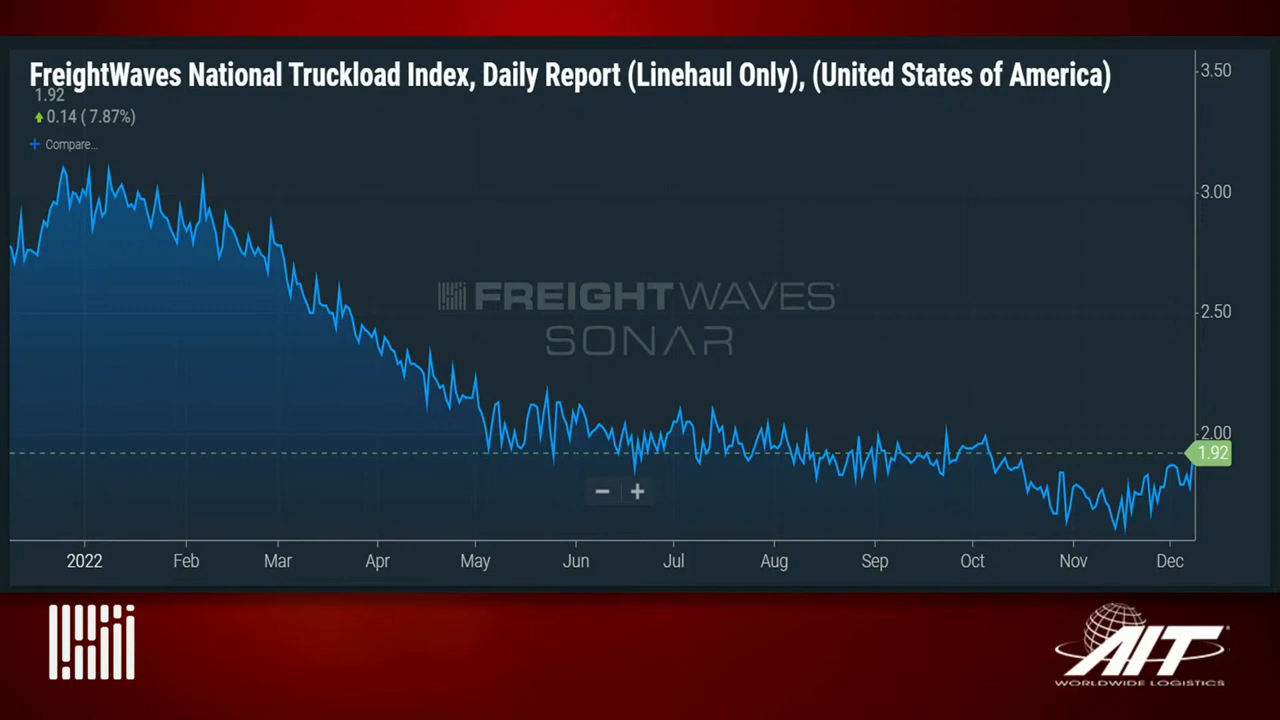 FreightWaves National Truckload Index, Daily Report (Linehaul Only), (United States of America)
1.92
0.14 ( 7.87%)
+ Compare...
3.50
3.00
2.50
2.00
1.92
FREIGHTWAVES
SONAR
− +
2022 Feb Mar Apr May Jun Jul Aug Sep Oct Nov Dec
AIT
WORLDWIDE LOGISTICS